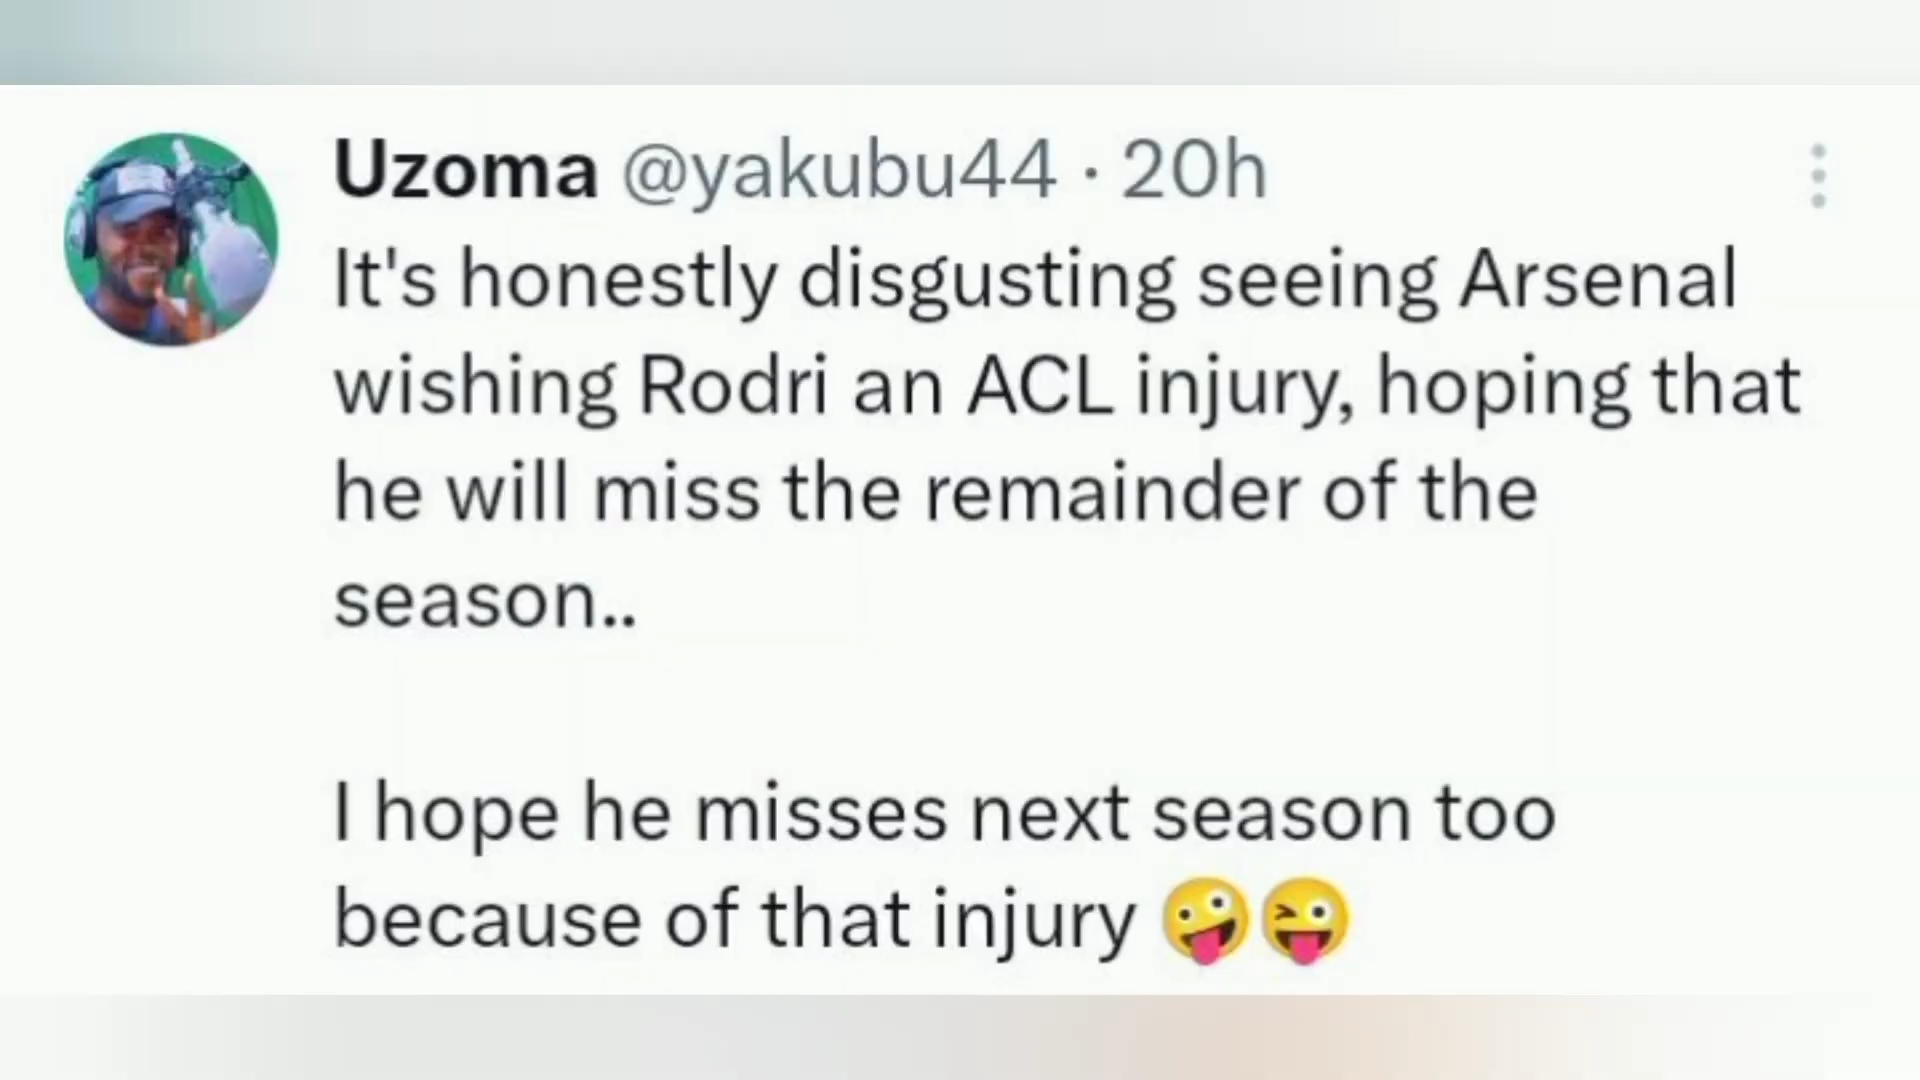 Uzoma @yakubu44 · 20h
It's honestly disgusting seeing Arsenal
wishing Rodri an ACL injury, hoping that
he will miss the remainder of the
season..
I hope he misses next season too
because of that injury 🤪😜